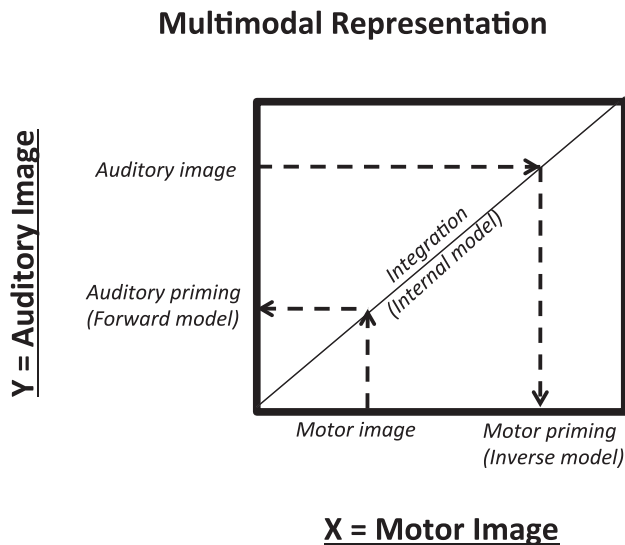 Multimodal Representation
Y = Auditory Image
Auditory image
Integration
(Internal model)
Auditory priming
(Forward model)
Motor image
Motor priming
(Inverse model)
X = Motor Image